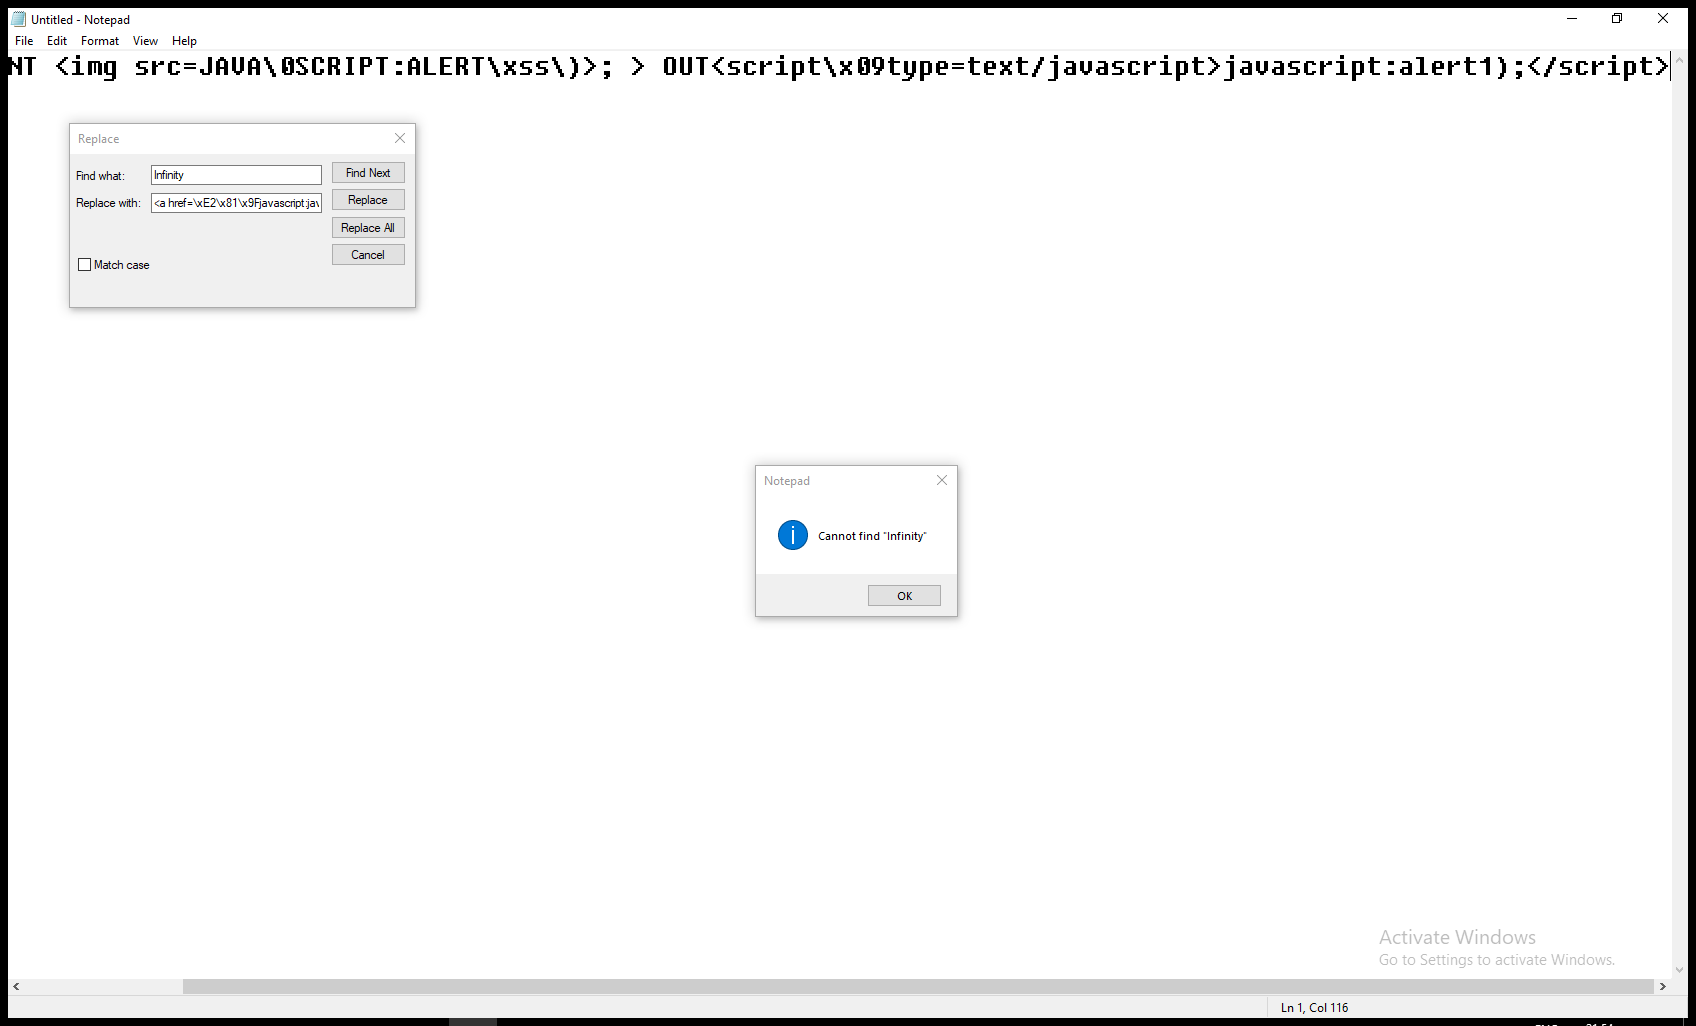 Untitled - Notepad
File Edit Format View Help
NT <img src=JAVA\0SCRIPT:ALERT\xss\)>; > OUT<script\x09type=text/javascript>javascript:alert1);</script>
Replace
Find what: Infinity Find Next
Replace with: <a href=\xE2\x81\x9Fjavascript:jav Replace
Replace All
Cancel
Match case
Notepad
Cannot find "Infinity"
OK
Activate Windows
Go to Settings to activate Windows.
Ln 1, Col 116